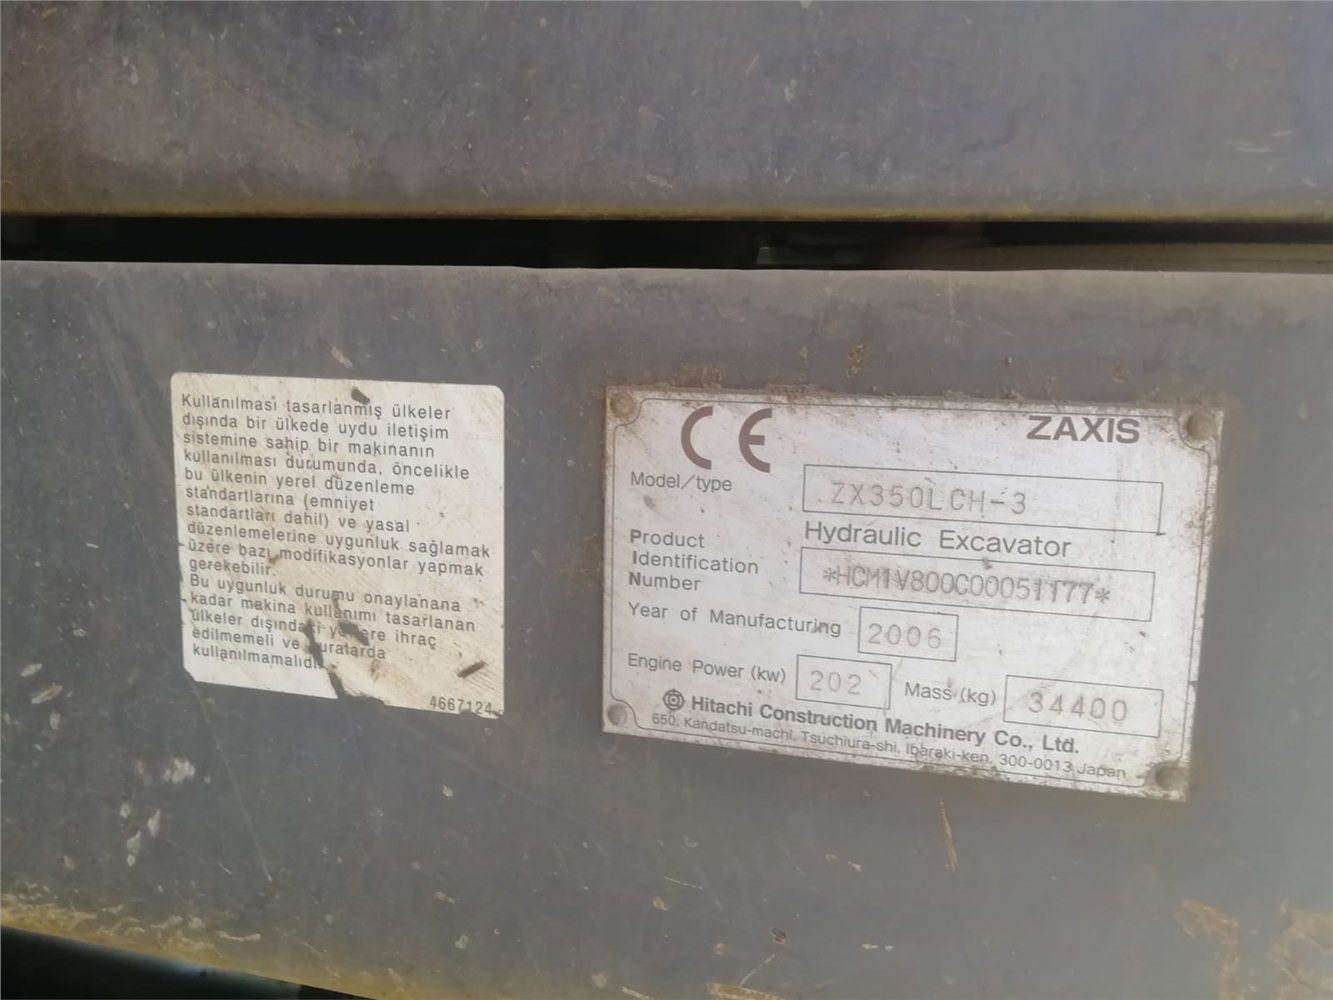 Kullanılması tasarlanmış ülkeler
dışında bir ülkede uydu iletişim
sistemine sahip bir makinanın
kullanılması durumunda, öncelikle
bu ülkenin yerel düzenleme
standartlarına (emniyet
standartları dahil) ve yasal
düzenlemelerine uygunluk sağlamak
üzere bazı modifikasyonlar yapmak
gerekebilir.
Bu uygunluk durumu onaylanana
kadar makina kullanımı tasarlanan
ülkeler dışındaki ihraç
edilmemeli ve
kullanılmamalıdı
4667124
CE ZAXIS
Model/type ZX350LCH-3
Hydraulic Excavator
Product
Identification
Number *HCM1V800C00051177*
Year of Manufacturing 2006
Engine Power (kw) 202 Mass (kg) 34400
Hitachi Construction Machinery Co., Ltd.
650, Kandatsu-machi, Tsuchiura-shi, Ibaraki-ken, 300-0013 Japan